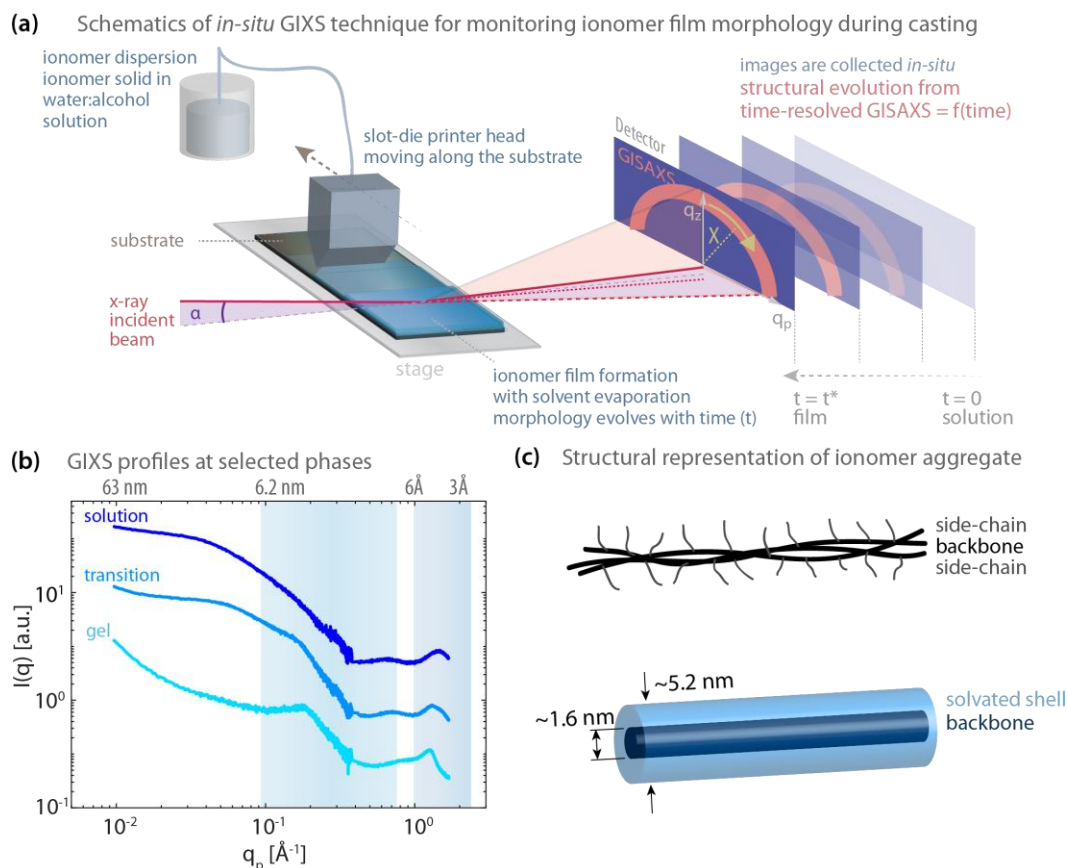 (a) Schematics of in-situ GIXS technique for monitoring ionomer film morphology during casting
ionomer dispersion
ionomer solid in
water:alcohol
solution
slot-die printer head
moving along the substrate
images are collected in-situ
structural evolution from
time-resolved GISAXS = f(time)
Detector
GISAXS
q_z
χ
q_p
substrate
x-ray
incident
beam
α
stage
ionomer film formation
with solvent evaporation
morphology evolves with time (t)
t = t*
film
t = 0
solution
(b) GIXS profiles at selected phases
63 nm 6.2 nm 6Å 3Å
solution
transition
gel
I(q) [a.u.]
10¹
10⁰
10⁻¹
10⁻² 10⁻¹ 10⁰
q_p [Å⁻¹]
(c) Structural representation of ionomer aggregate
side-chain
backbone
side-chain
~5.2 nm
~1.6 nm
solvated shell
backbone